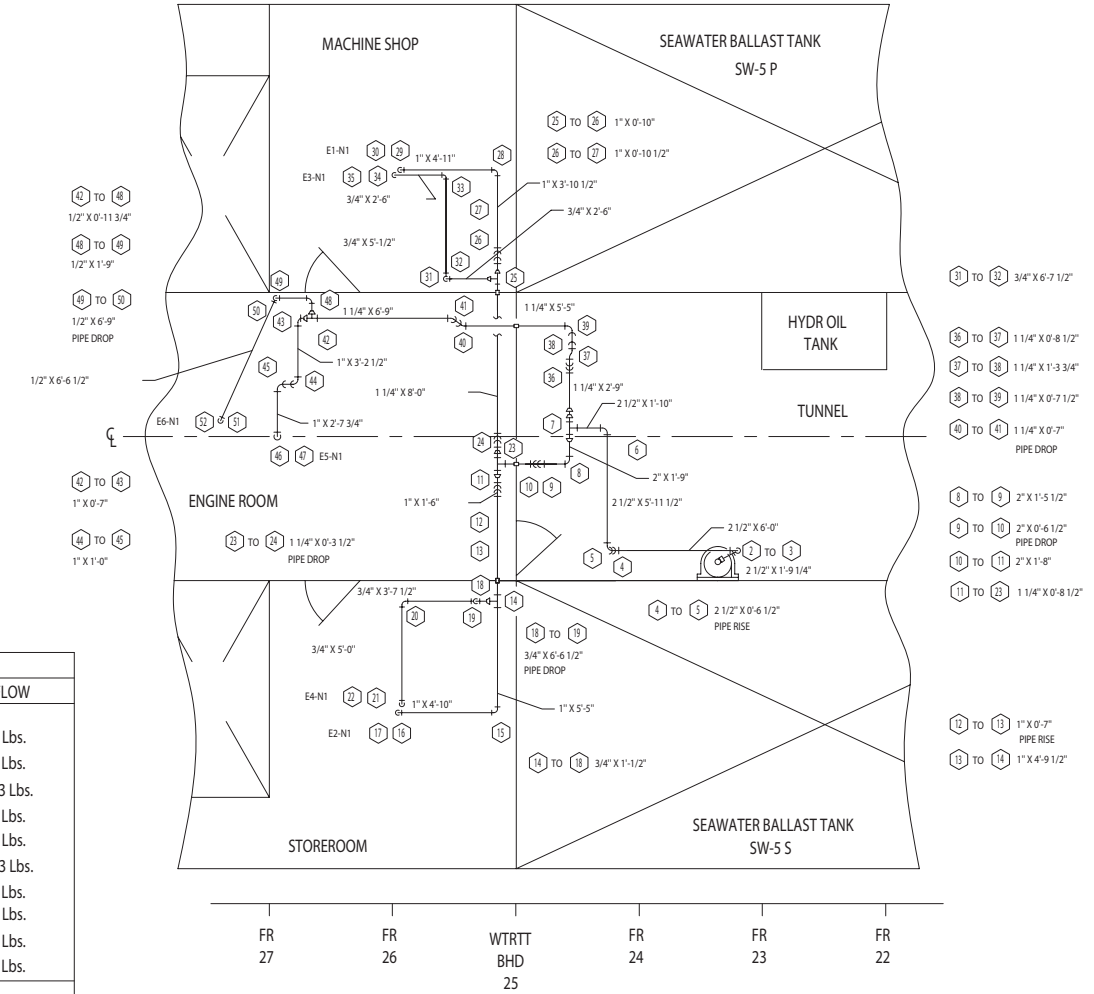 MACHINE SHOP
SEAWATER BALLAST TANK
SW-5 P
25 TO 26 1" X 0'-10"
26 TO 27 1" X 0'-10 1/2"
E1-N1 30 29
1" X 4'-11"
28
E3-N1 35 34
33
1" X 3'-10 1/2"
3/4" X 2'-6"
27
3/4" X 2'-6"
26
3/4" X 5'-1/2"
32
31
25
42 TO 48
1/2" X 0'-11 3/4"
48 TO 49
1/2" X 1'-9"
49 TO 50
1/2" X 6'-9"
PIPE DROP
49
50
48
43
42
1 1/4" X 6'-9"
41
40
1 1/4" X 5'-5"
39
38
37
36
HYDR OIL
TANK
31 TO 32 3/4" X 6'-7 1/2"
36 TO 37 1 1/4" X 0'-8 1/2"
37 TO 38 1 1/4" X 1'-3 3/4"
38 TO 39 1 1/4" X 0'-7 1/2"
40 TO 41 1 1/4" X 0'-7"
PIPE DROP
1" X 3'-2 1/2"
45
44
1/2" X 6'-6 1/2"
1 1/4" X 8'-0"
1 1/4" X 2'-9"
2 1/2" X 1'-10"
TUNNEL
1" X 2'-7 3/4"
E6-N1 52 51
7
6
CL
46 47 E5-N1
24
23
8
11
10 9
2" X 1'-9"
42 TO 43
1" X 0'-7"
44 TO 45
1" X 1'-0"
ENGINE ROOM
1" X 1'-6"
2 1/2" X 5'-11 1/2"
12
13
23 TO 24 1 1/4" X 0'-3 1/2"
PIPE DROP
2 1/2" X 6'-0"
5
4
2 TO 3
2 1/2" X 1'-9 1/4"
8 TO 9 2" X 1'-5 1/2"
9 TO 10 2" X 0'-6 1/2"
PIPE DROP
10 TO 11 2" X 1'-8"
11 TO 23 1 1/4" X 0'-8 1/2"
3/4" X 3'-7 1/2"
18
14
20
19
4 TO 5 2 1/2" X 0'-6 1/2"
PIPE RISE
18 TO 19
3/4" X 6'-6 1/2"
PIPE DROP
3/4" X 5'-0"
E4-N1 22 21
1" X 4'-10"
1" X 5'-5"
E2-N1 17 16
15
14 TO 18 3/4" X 1'-1/2"
12 TO 13 1" X 0'-7"
PIPE RISE
13 TO 14 1" X 4'-9 1/2"
STOREROOM
SEAWATER BALLAST TANK
SW-5 S
LOW
Lbs.
Lbs.
3 Lbs.
Lbs.
Lbs.
3 Lbs.
Lbs.
Lbs.
Lbs.
Lbs.
FR
27
FR
26
WTRTT
BHD
25
FR
24
FR
23
FR
22